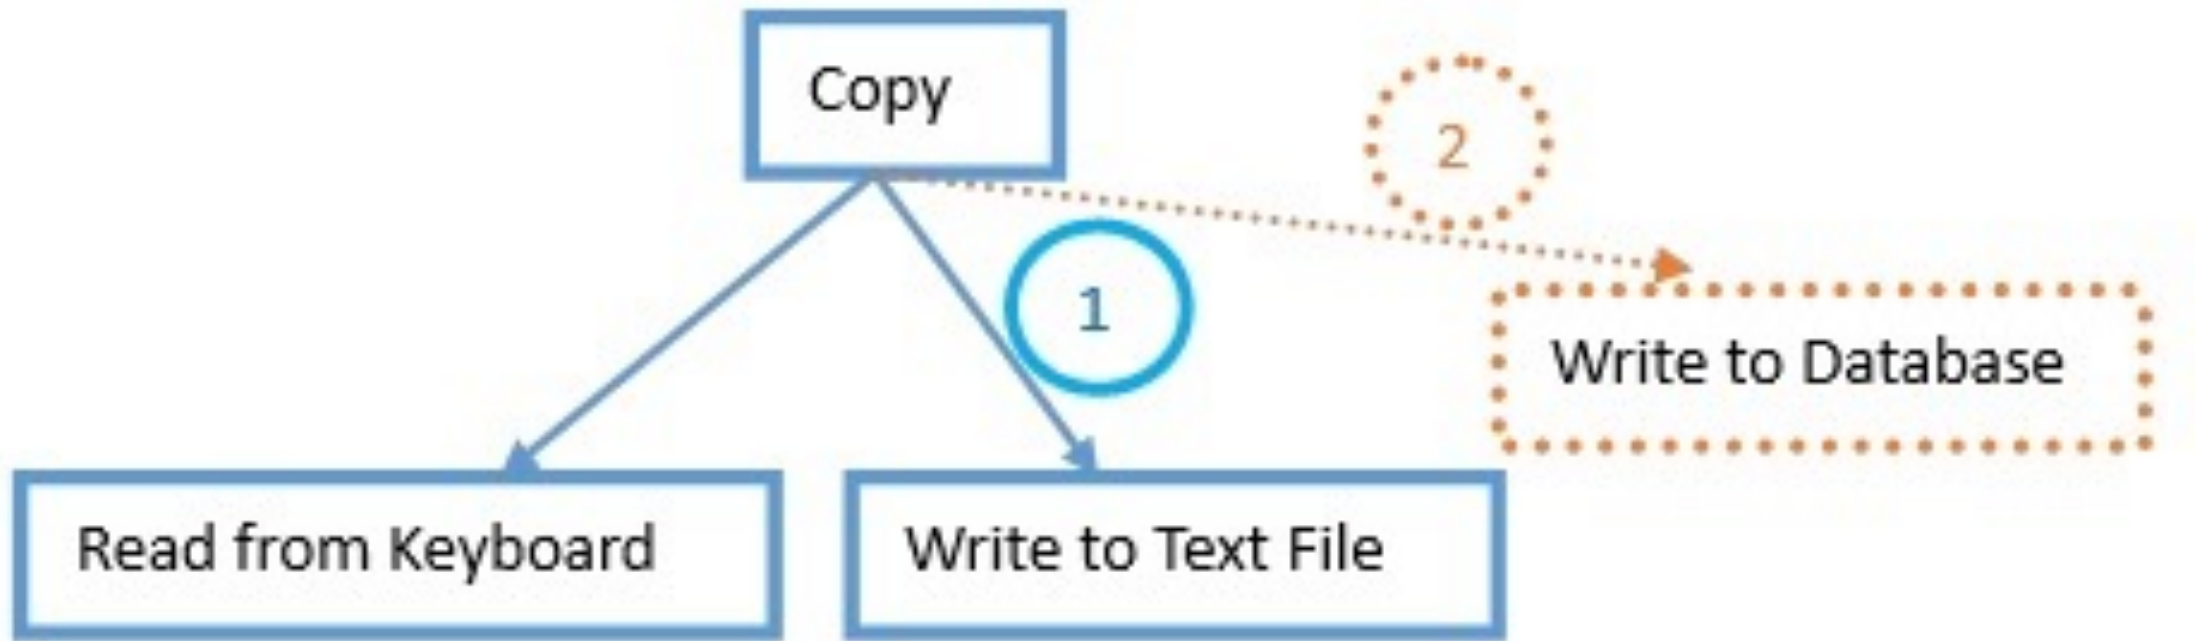 Copy
2
1
Write to Database
Read from Keyboard
Write to Text File